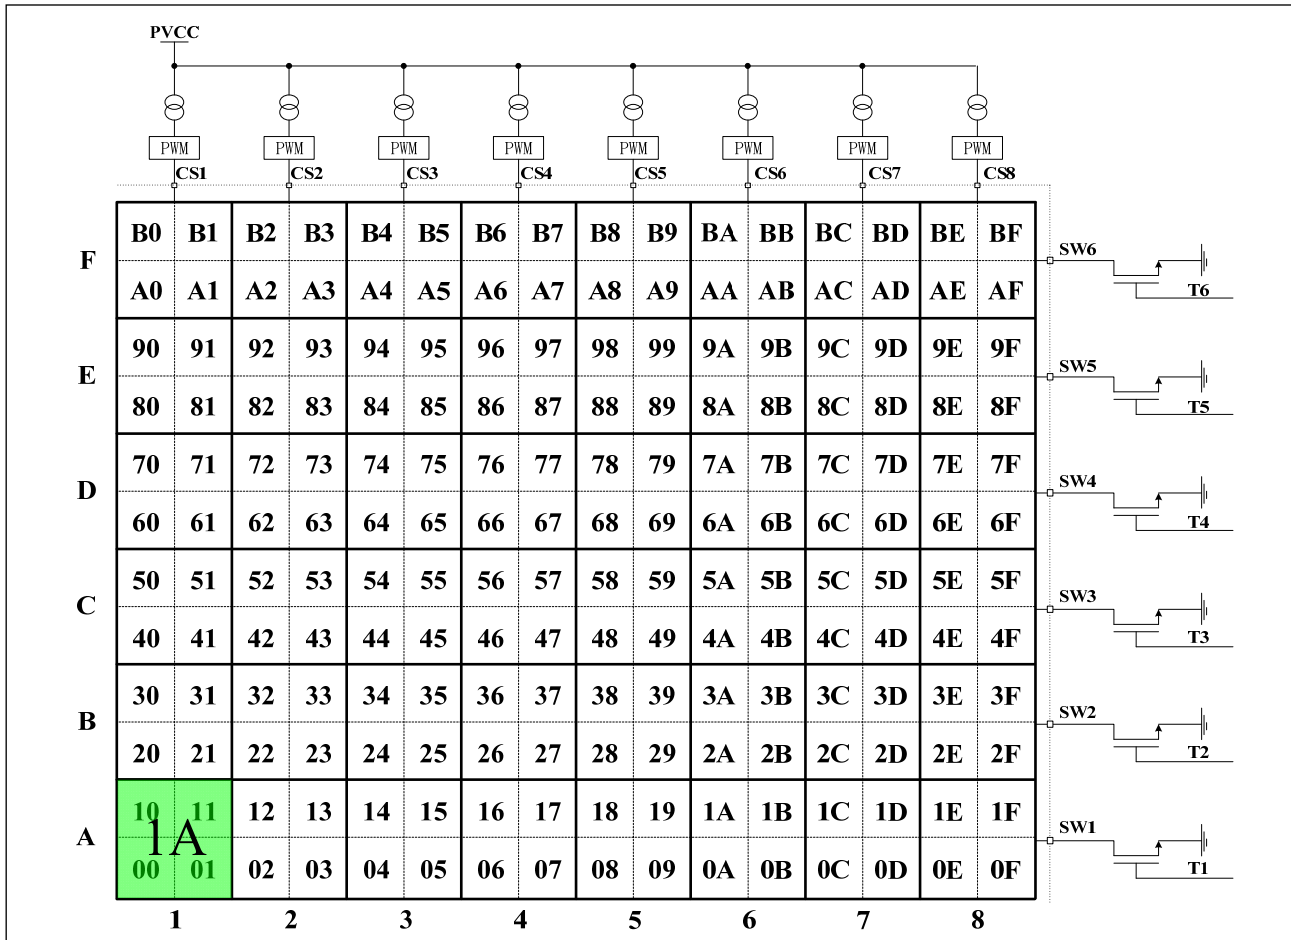 PVCC
PWM PWM PWM PWM PWM PWM PWM PWM
CS1 CS2 CS3 CS4 CS5 CS6 CS7 CS8
B0 B1 B2 B3 B4 B5 B6 B7 B8 B9 BA BB BC BD BE BF
SW6
F
A0 A1 A2 A3 A4 A5 A6 A7 A8 A9 AA AB AC AD AE AF
T6
90 91 92 93 94 95 96 97 98 99 9A 9B 9C 9D 9E 9F
SW5
E
80 81 82 83 84 85 86 87 88 89 8A 8B 8C 8D 8E 8F
T5
70 71 72 73 74 75 76 77 78 79 7A 7B 7C 7D 7E 7F
SW4
D
60 61 62 63 64 65 66 67 68 69 6A 6B 6C 6D 6E 6F
T4
50 51 52 53 54 55 56 57 58 59 5A 5B 5C 5D 5E 5F
SW3
C
40 41 42 43 44 45 46 47 48 49 4A 4B 4C 4D 4E 4F
T3
30 31 32 33 34 35 36 37 38 39 3A 3B 3C 3D 3E 3F
SW2
B
20 21 22 23 24 25 26 27 28 29 2A 2B 2C 2D 2E 2F
T2
10 11 12 13 14 15 16 17 18 19 1A 1B 1C 1D 1E 1F
SW1
A
1A
00 01 02 03 04 05 06 07 08 09 0A 0B 0C 0D 0E 0F
T1
1 2 3 4 5 6 7 8